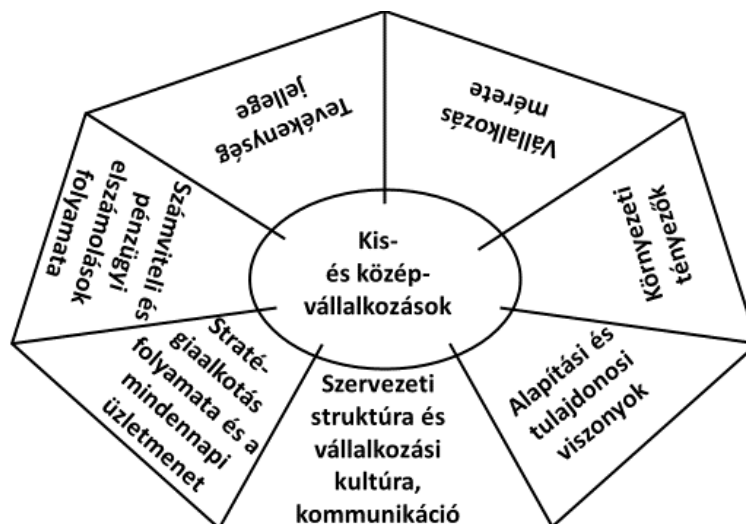 Tevékenység
jellege
Vállalkozás
mérete
Környezeti
tényezők
Alapítási és
tulajdonosi
viszonyok
Szervezeti
struktúra és
vállalkozási
kultúra,
kommunikáció
Straté-
giaalkotás
folyamata és a
mindennapi
üzletmenet
Számviteli és
pénzügyi
elszámolások
folyamata
Kis-
és közép-
vállalkozások